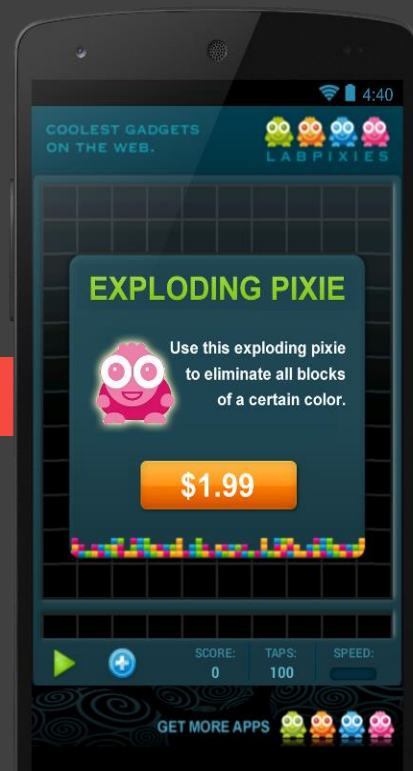 4:40
COOLEST GADGETS
ON THE WEB.
LABPIXIES
EXPLODING PIXIE
Use this exploding pixie
to eliminate all blocks
of a certain color.
$1.99
SCORE:
0
TAPS:
100
SPEED:
GET MORE APPS